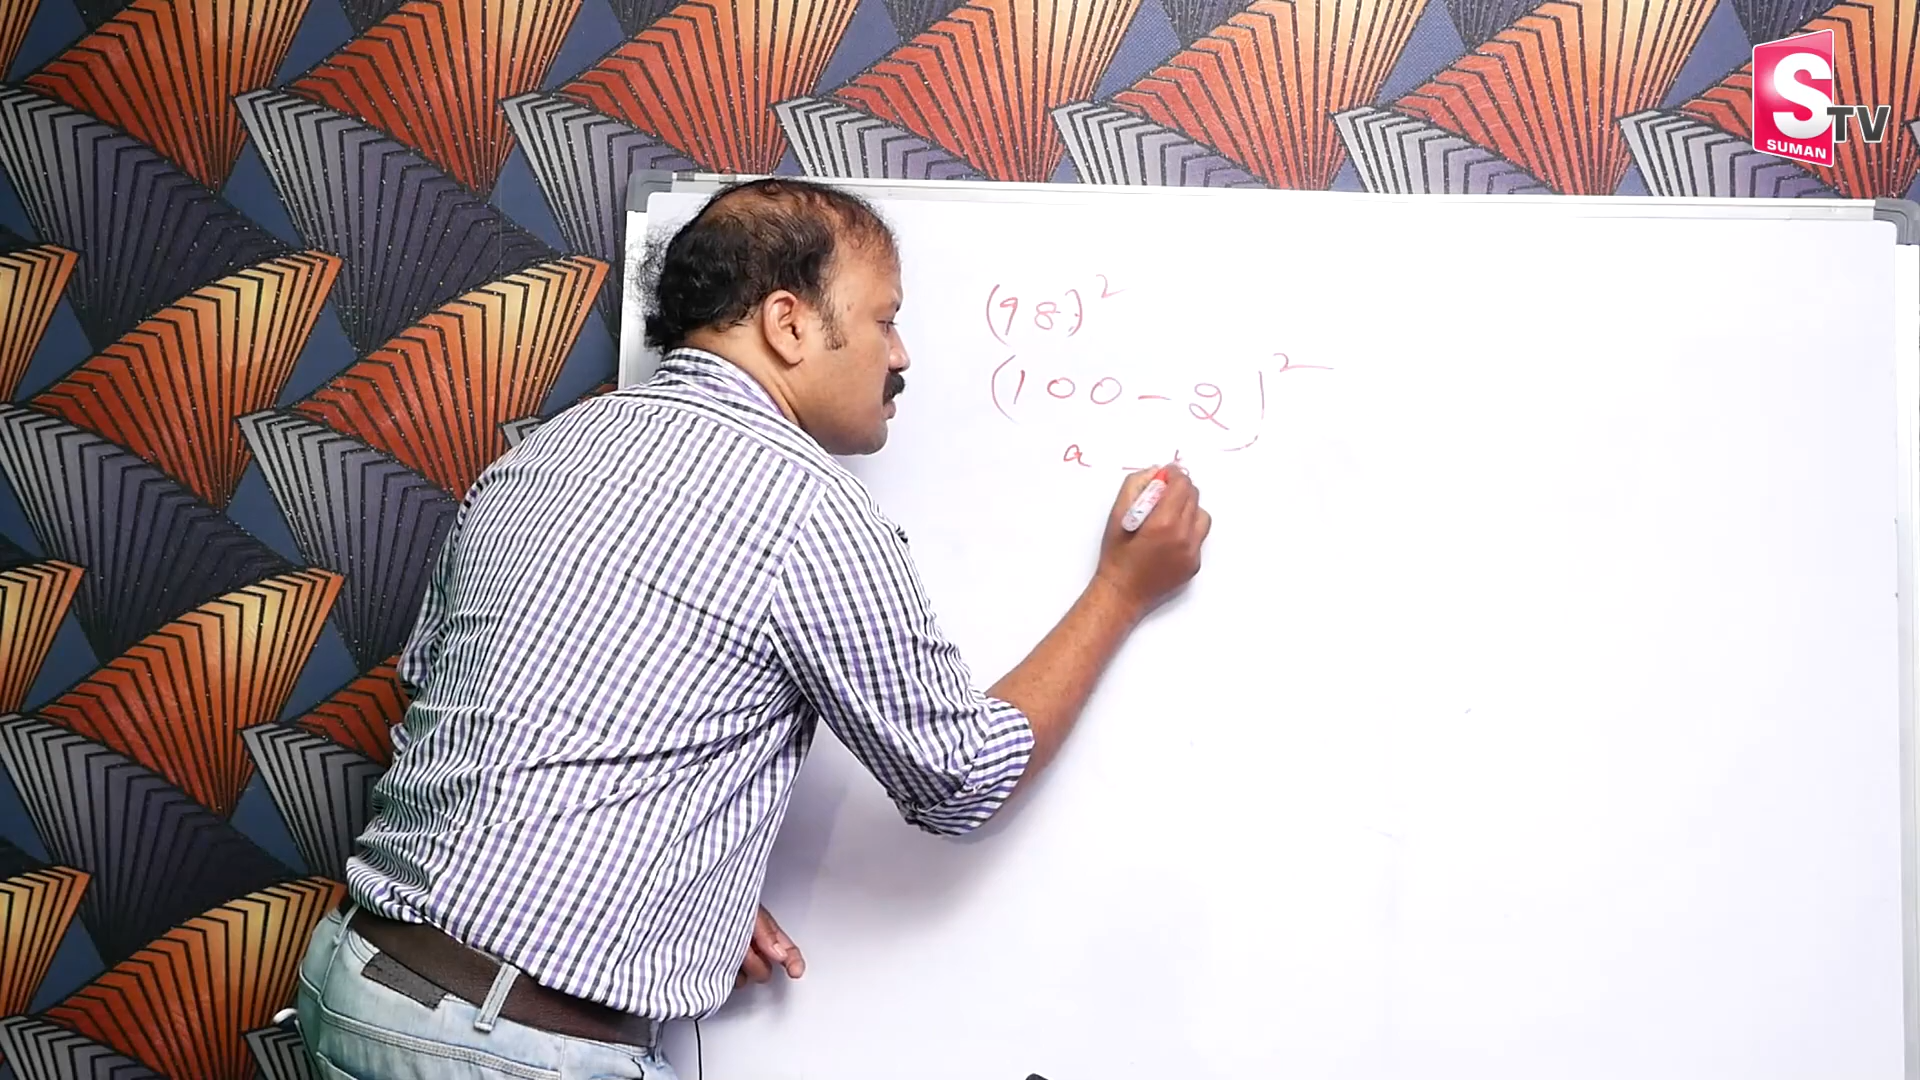 S TV
SUMAN
(98)²
(100-2)²
a - b